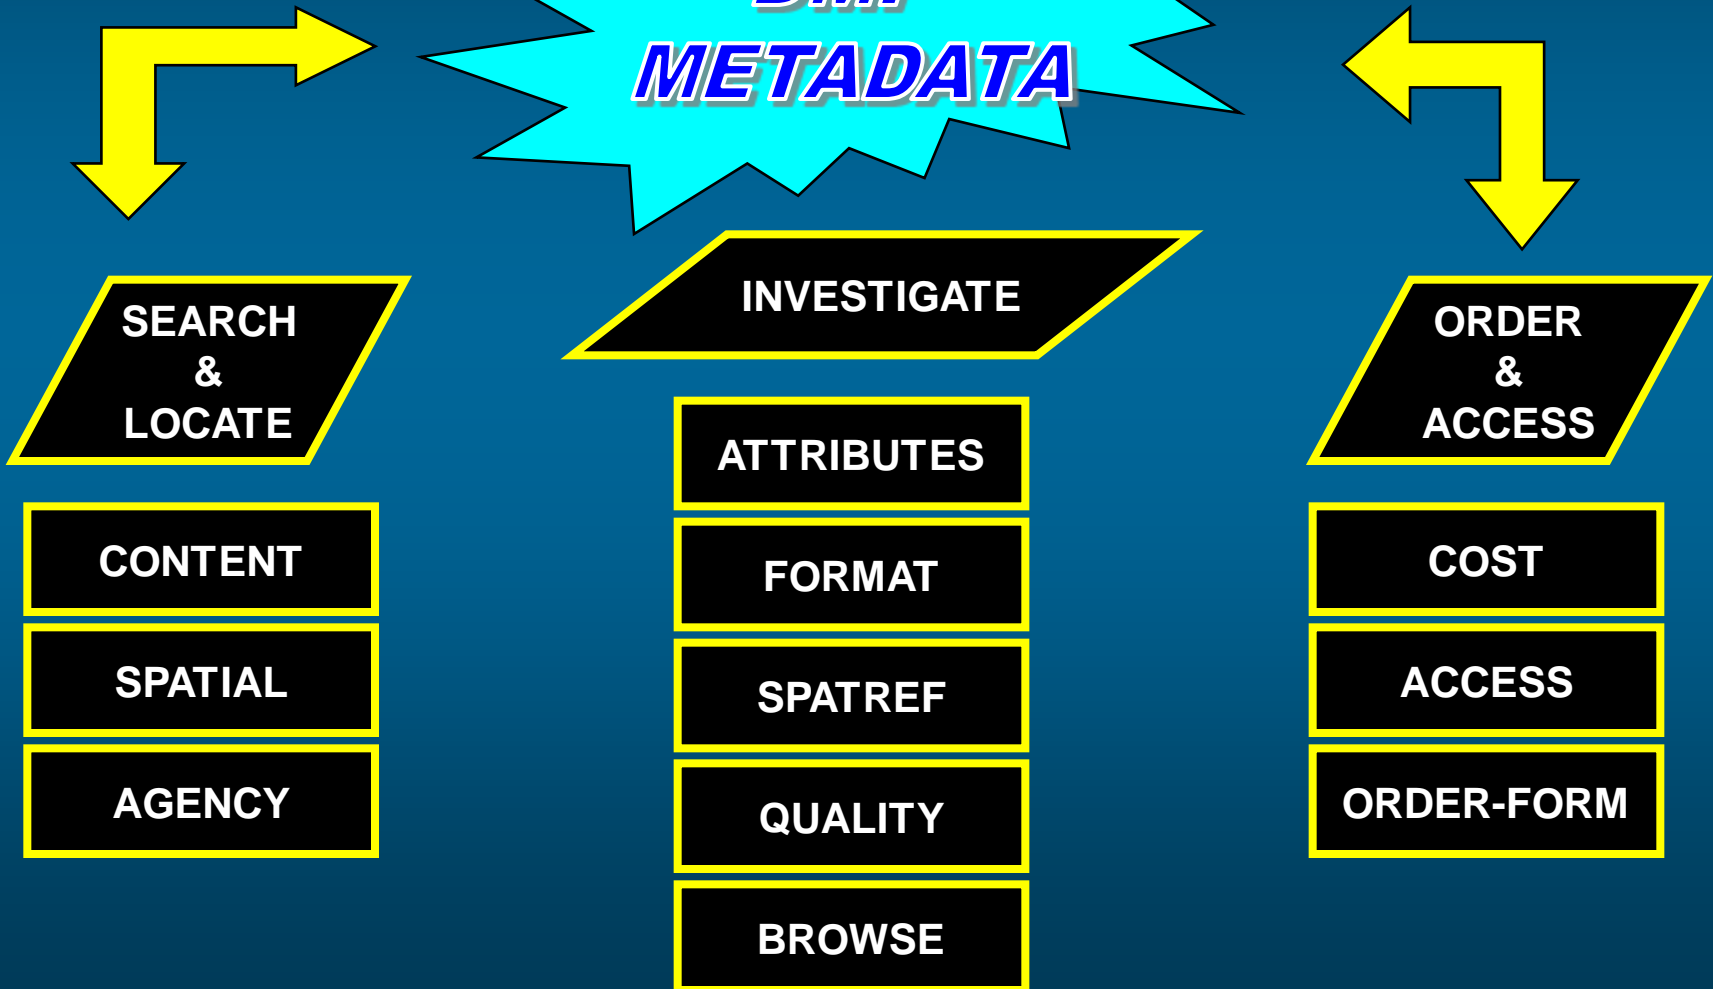 METADATA
SEARCH
&
LOCATE
CONTENT
SPATIAL
AGENCY
INVESTIGATE
ATTRIBUTES
FORMAT
SPATREF
QUALITY
BROWSE
ORDER
&
ACCESS
COST
ACCESS
ORDER-FORM